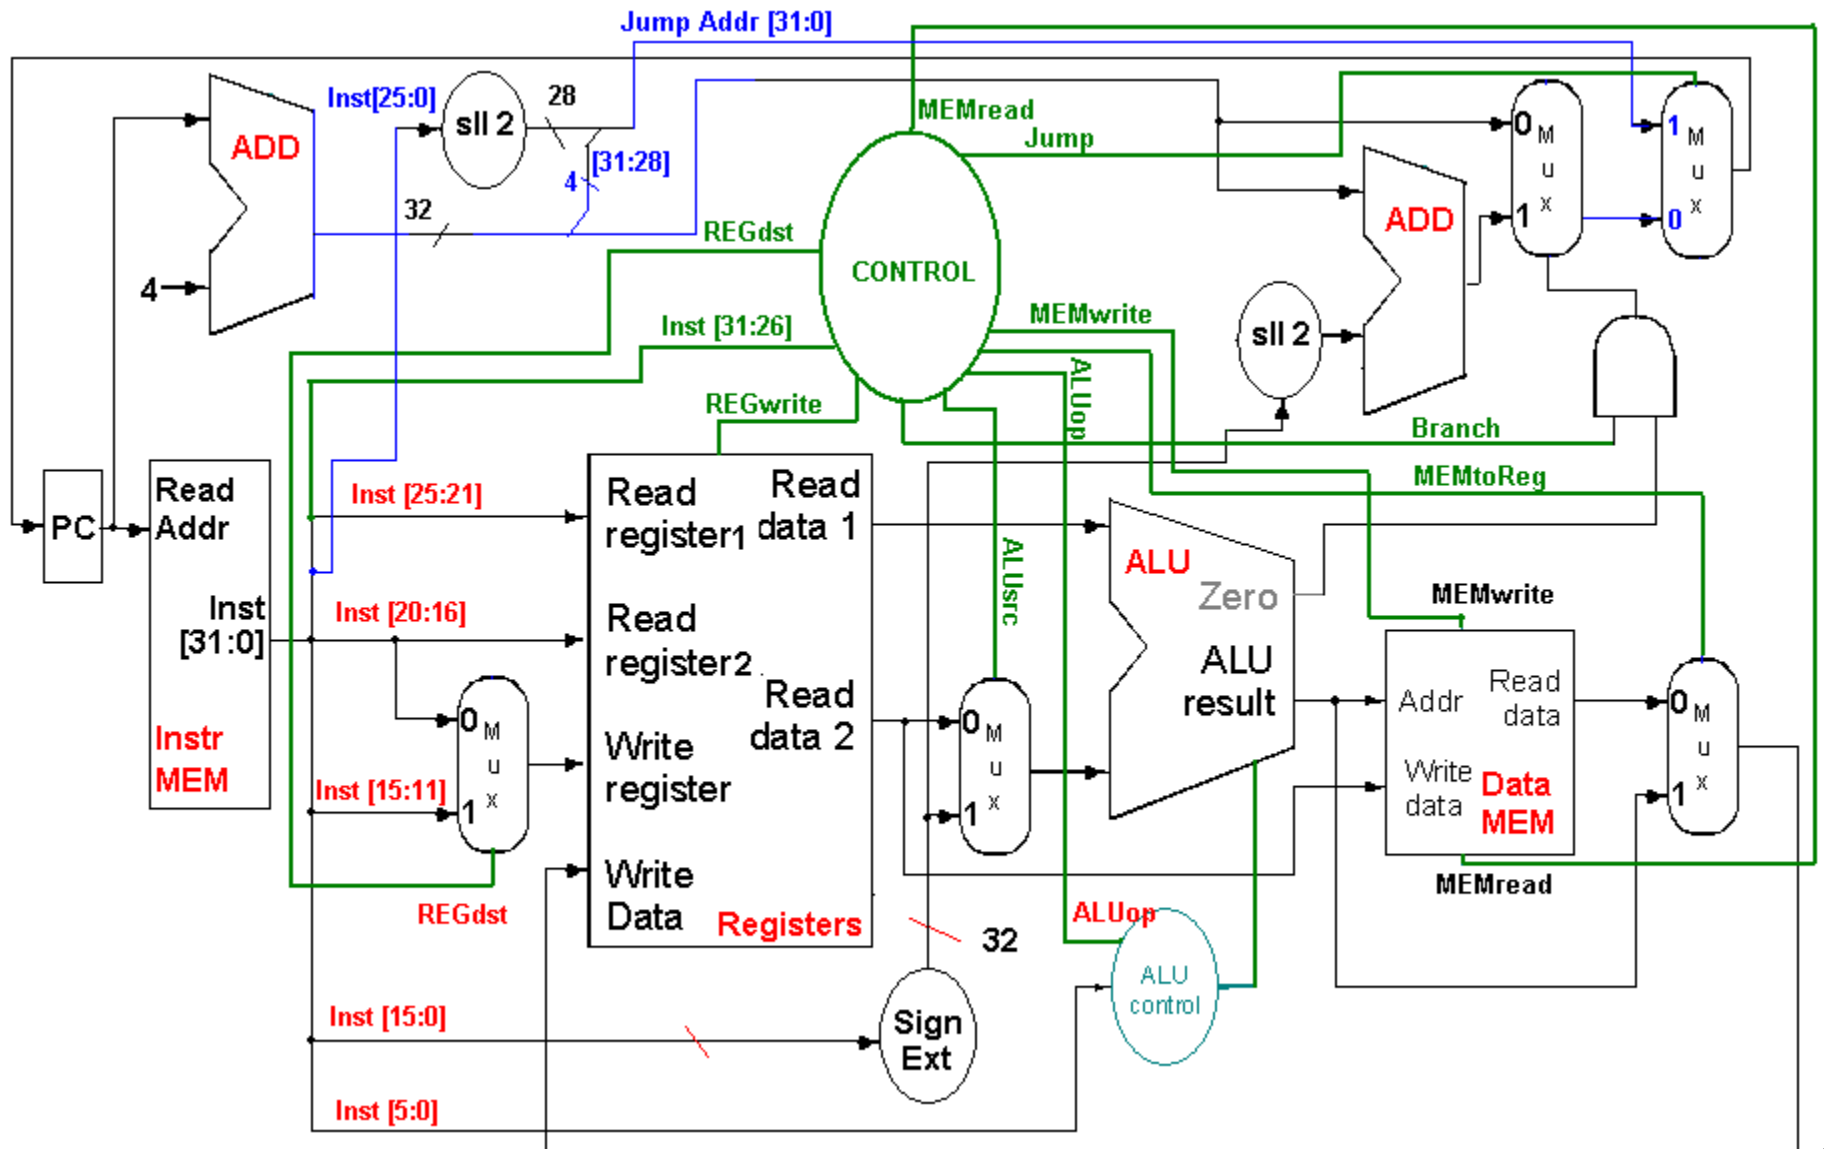 Jump Addr [31:0]
Inst[25:0]
sll 2
28
MEMread
Jump
ADD
[31:28]
4
32
REGdst
CONTROL
4
0
M
u
x
1
1
M
u
x
0
ADD
sll 2
Inst [31:26]
MEMwrite
ALUop
REGwrite
Branch
MEMtoReg
PC
Read
Addr
Inst
[31:0]
Instr
MEM
Inst [25:21]
Inst [20:16]
Inst [15:11]
0
M
u
x
1
REGdst
Read
register1
Read
data 1
Read
register2
Read
data 2
Write
register
Write
Data
Registers
ALUsrc
0
M
u
x
1
ALU
Zero
ALU
result
MEMwrite
Addr
Read
data
Write
data
Data
MEM
MEMread
0
M
u
x
1
32
ALUop
ALU
control
Inst [15:0]
Sign
Ext
Inst [5:0]